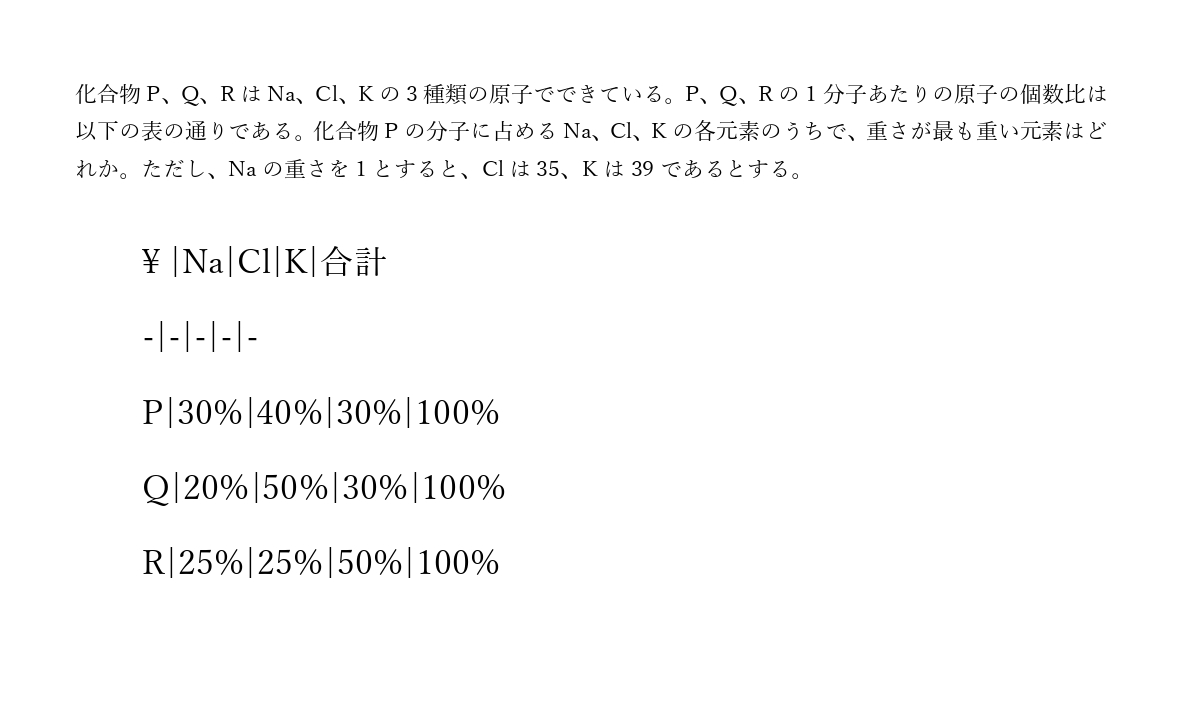 化合物 P、Q、R は Na、Cl、K の 3 種類の原子でできている。P、Q、R の 1 分子あたりの原子の個数比は
以下の表の通りである。化合物 P の分子に占める Na、Cl、K の各元素のうちで、重さが最も重い元素はど
れか。ただし、Na の重さを 1 とすると、Cl は 35、K は 39 であるとする。
¥ |Na|Cl|K|合計
-|-|-|-|-
P|30%|40%|30%|100%
Q|20%|50%|30%|100%
R|25%|25%|50%|100%